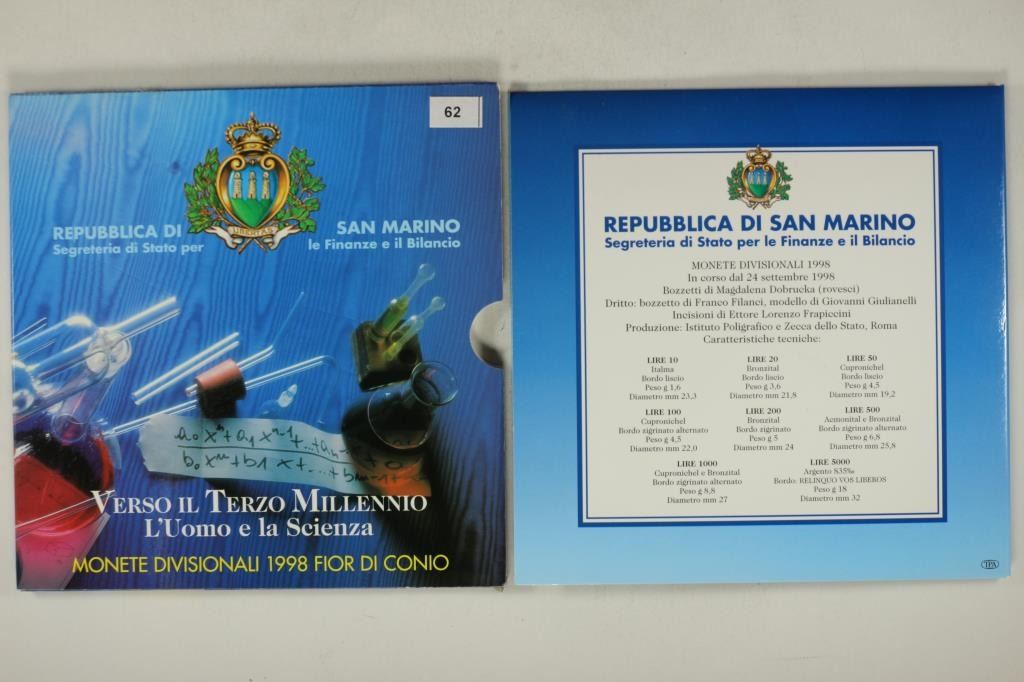 62
LIBERTAS
REPUBBLICA DI SAN MARINO
Segreteria di Stato per le Finanze e il Bilancio
a₀xⁿ + a₁xⁿ⁻¹ + ... + aₙ
b₀xᵐ + b1 x + ... + bₘ₋₁
VERSO IL TERZO MILLENNIO
L'Uomo e la Scienza
MONETE DIVISIONALI 1998 FIOR DI CONIO
REPUBBLICA DI SAN MARINO
Segreteria di Stato per le Finanze e il Bilancio
MONETE DIVISIONALI 1998
In corso dal 24 settembre 1998
Bozzetti di Magdalena Dobrucka (rovesci)
Dritto: bozzetto di Franco Filanci, modello di Giovanni Giulianelli
Incisioni di Ettore Lorenzo Frapiccini
Produzione: Istituto Poligrafico e Zecca dello Stato, Roma
Caratteristiche tecniche:
LIRE 10
Italma
Bordo liscio
Peso g 1,6
Diametro mm 23,3
LIRE 20
Bronzital
Bordo liscio
Peso g 3,6
Diametro mm 21,8
LIRE 50
Cupronichel
Bordo liscio
Peso g 4,5
Diametro mm 19,2
LIRE 100
Cupronichel
Bordo zigrinato alternato
Peso g 4,5
Diametro mm 22,0
LIRE 200
Bronzital
Bordo zigrinato
Peso g 5
Diametro mm 24
LIRE 500
Acmonital e Bronzital
Bordo zigrinato alternato
Peso g 6,8
Diametro mm 25,8
LIRE 1000
Cupronichel e Bronzital
Bordo zigrinato alternato
Peso g 8,8
Diametro mm 27
LIRE 5000
Argento 835‰
Bordo: RELINQUO VOS LIBEROS
Peso g 18
Diametro mm 32